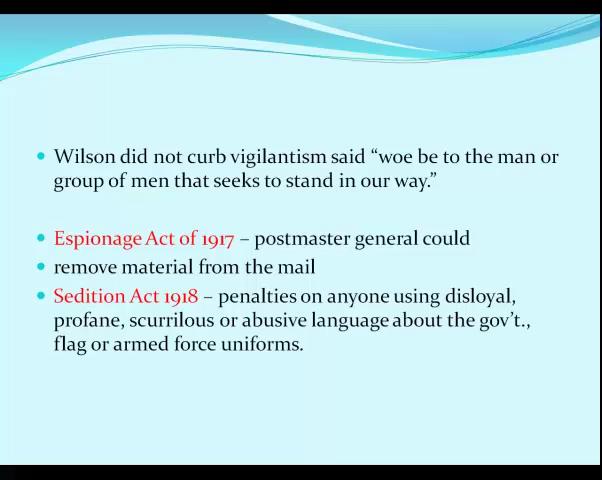 • Wilson did not curb vigilantism said “woe be to the man or
group of men that seeks to stand in our way.”
• Espionage Act of 1917 – postmaster general could
• remove material from the mail
• Sedition Act 1918 – penalties on anyone using disloyal,
profane, scurrilous or abusive language about the gov’t.,
flag or armed force uniforms.